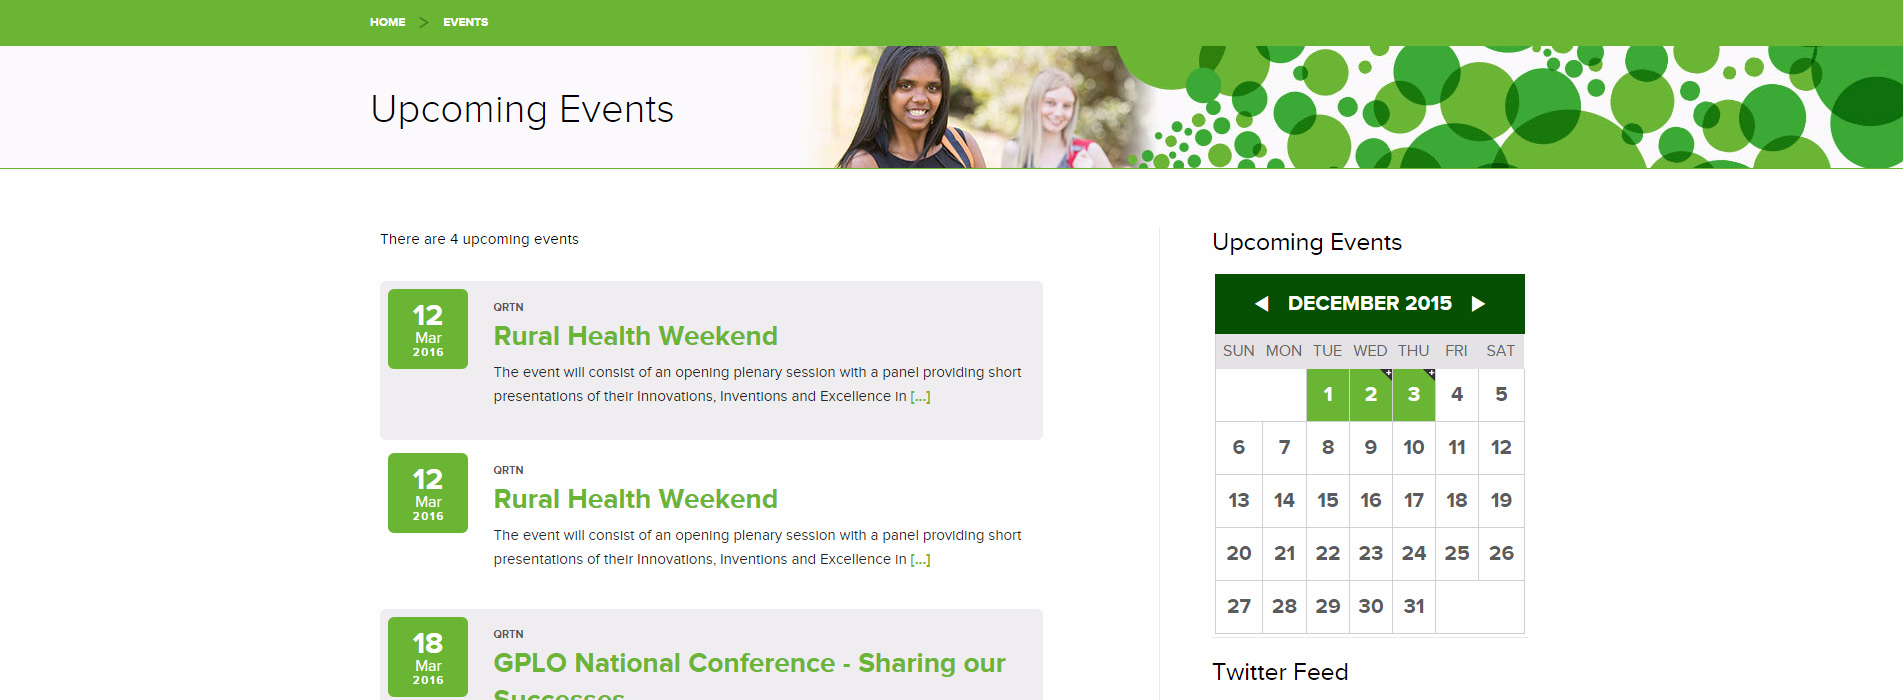 HOME > EVENTS
Upcoming Events
There are 4 upcoming events
12
Mar
2016
QRTN
Rural Health Weekend
The event will consist of an opening plenary session with a panel providing short
presentations of their Innovations, Inventions and Excellence in [...]
12
Mar
2016
QRTN
Rural Health Weekend
The event will consist of an opening plenary session with a panel providing short
presentations of their Innovations, Inventions and Excellence in [...]
18
Mar
2016
QRTN
GPLO National Conference - Sharing our
Successes
Upcoming Events
DECEMBER 2015
SUN MON TUE WED THU FRI SAT
1 2 3 4 5
6 7 8 9 10 11 12
13 14 15 16 17 18 19
20 21 22 23 24 25 26
27 28 29 30 31
Twitter Feed